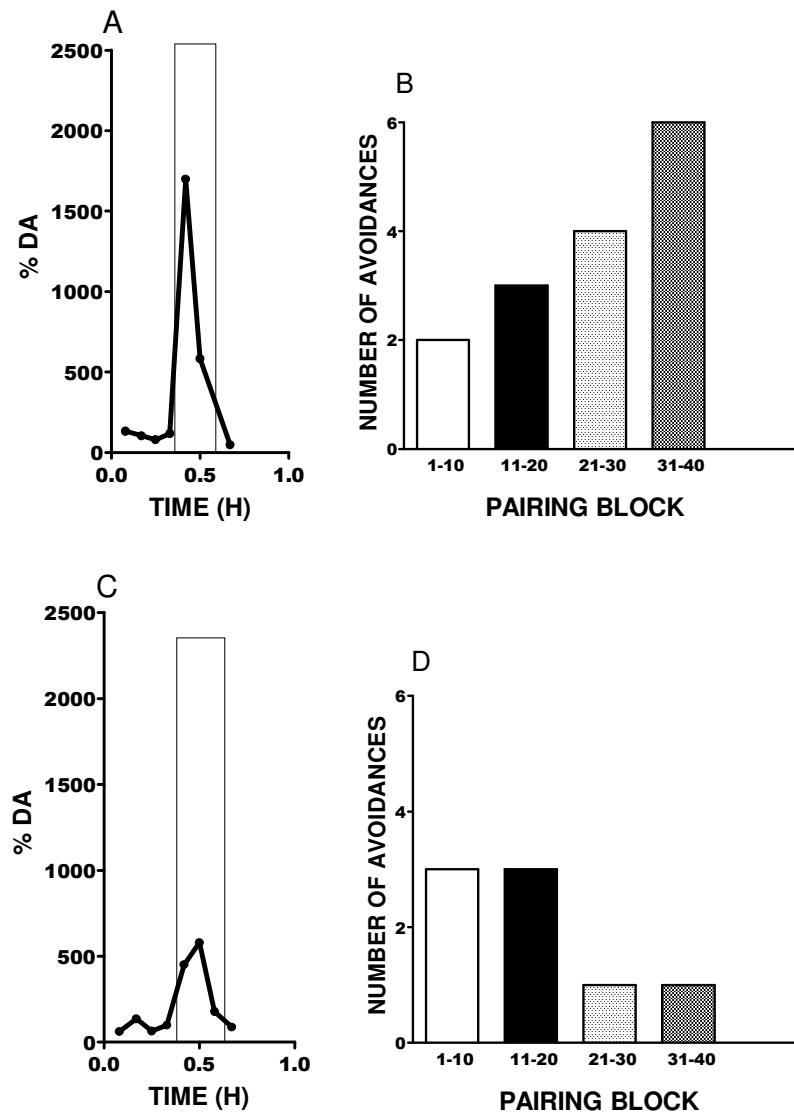 A
2500
2000
1500
1000
500
0
% DA
0.0 0.5 1.0
TIME (H)
B
6
4
2
0
NUMBER OF AVOIDANCES
1-10 11-20 21-30 31-40
PAIRING BLOCK
C
2500
2000
1500
1000
500
0
% DA
0.0 0.5 1.0
TIME (H)
D
6
4
2
0
NUMBER OF AVOIDANCES
1-10 11-20 21-30 31-40
PAIRING BLOCK